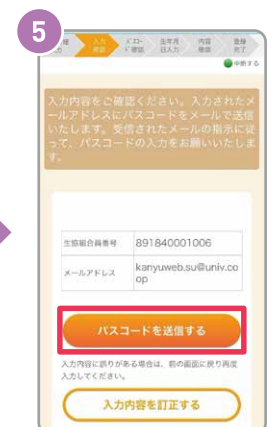 5
入力
確認
パスコー
ド確認
生年月
日入力
内容
確認
登録
完了
中断する
入力内容をご確認ください。入力されたメ
ールアドレスにパスコードをメールで送信
いたします。受信されたメールの指示に従
って、パスコードの入力をお願いいたしま
す。
生協組合員番号 891840001006
メールアドレス kanyuweb.su@univ.co
op
パスコードを送信する
入力内容に誤りがある場合は、前の画面に戻り再度
入力してください。
入力内容を訂正する